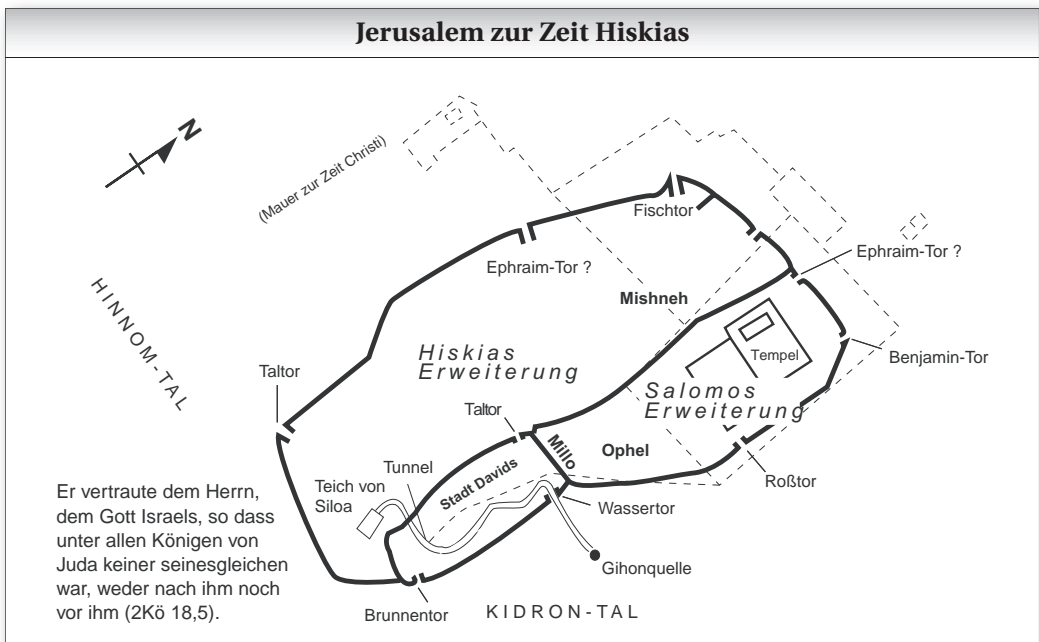 Jerusalem zur Zeit Hiskias
N
(Mauer zur Zeit Christi)
Fischtor
Ephraim-Tor ?
Ephraim-Tor ?
HINNOM-TAL
Mishneh
Hiskias
Erweiterung
Tempel
Benjamin-Tor
Taltor
Salomos
Erweiterung
Taltor
Millo
Ophel
Tunnel
Stadt Davids
Roßtor
Teich von
Siloa
Wassertor
Er vertraute dem Herrn,
dem Gott Israels, so dass
unter allen Königen von
Juda keiner seinesgleichen
war, weder nach ihm noch
vor ihm (2Kö 18,5).
Gihonquelle
Brunnentor
KIDRON-TAL